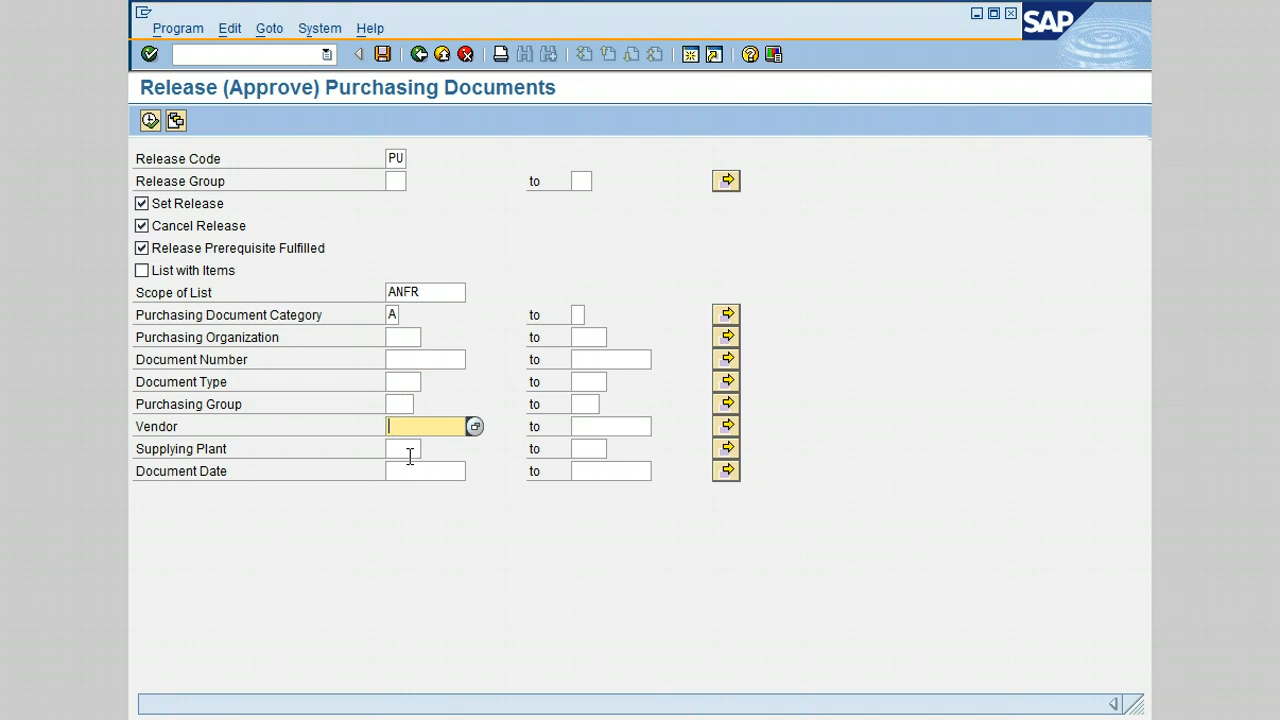 Program Edit Goto System Help
SAP
Release (Approve) Purchasing Documents
Release Code PU
Release Group to
Set Release
Cancel Release
Release Prerequisite Fulfilled
List with Items
Scope of List ANFR
Purchasing Document Category A to
Purchasing Organization to
Document Number to
Document Type to
Purchasing Group to
Vendor to
Supplying Plant to
Document Date to